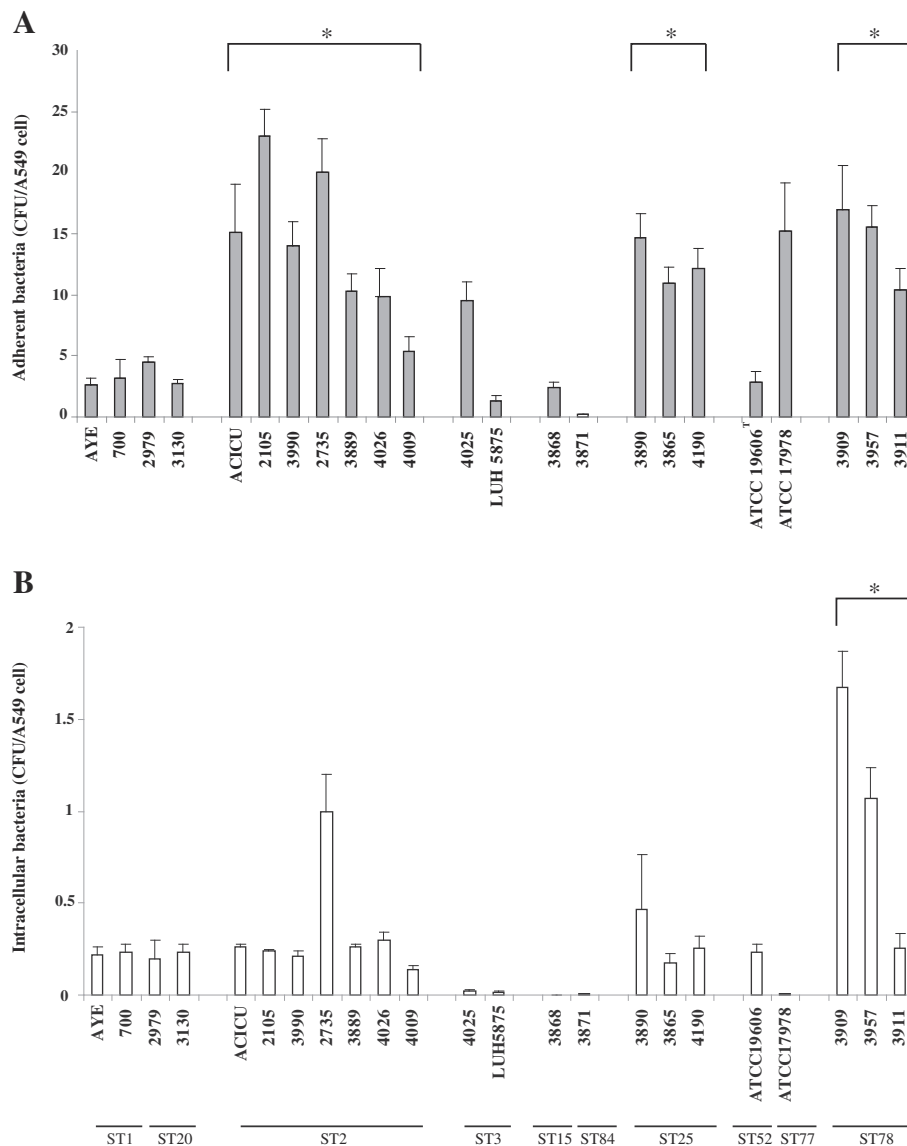 A
* * *
Adherent bacteria (CFU/A549 cell)
30
25
20
15
10
5
0
AYE 700 2979 3130 ACICU 2105 3990 2735 3889 4026 4009 4025 LUH 5875 3868 3871 3890 3865 4190 ATCC 19606T ATCC 17978 3909 3957 3911
B
*
Intracellular bacteria (CFU/A549 cell)
2
1.5
1
0.5
0
AYE 700 2979 3130 ACICU 2105 3990 2735 3889 4026 4009 4025 LUH5875 3868 3871 3890 3865 4190 ATCC19606 ATCC17978 3909 3957 3911
ST1 ST20 ST2 ST3 ST15 ST84 ST25 ST52 ST77 ST78